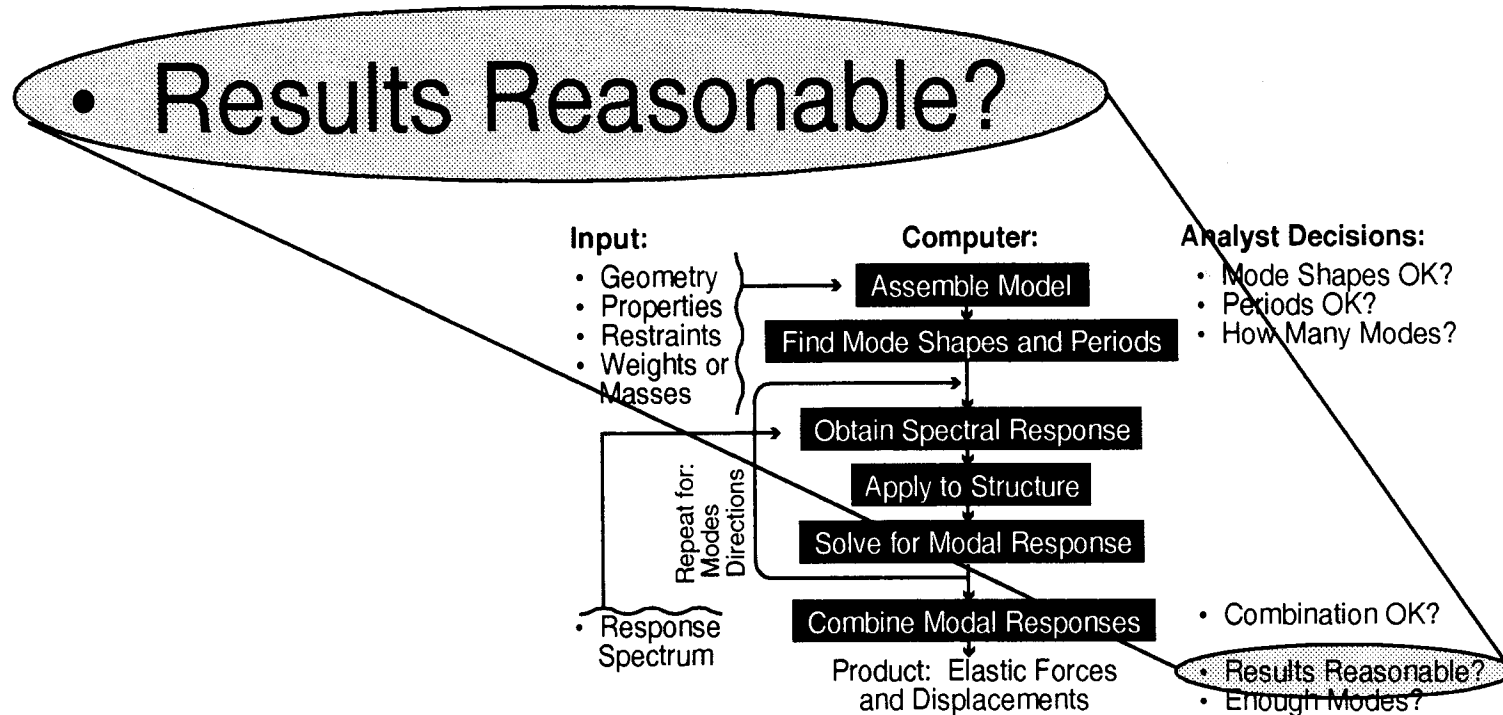 • Results Reasonable?
Input:
• Geometry
• Properties
• Restraints
• Weights or
Masses
• Response
Spectrum
Repeat for:
Modes
Directions
Computer:
Assemble Model
Find Mode Shapes and Periods
Obtain Spectral Response
Apply to Structure
Solve for Modal Response
Combine Modal Responses
Product: Elastic Forces
and Displacements
Analyst Decisions:
• Mode Shapes OK?
• Periods OK?
• How Many Modes?
• Combination OK?
• Results Reasonable?
• Enough Modes?